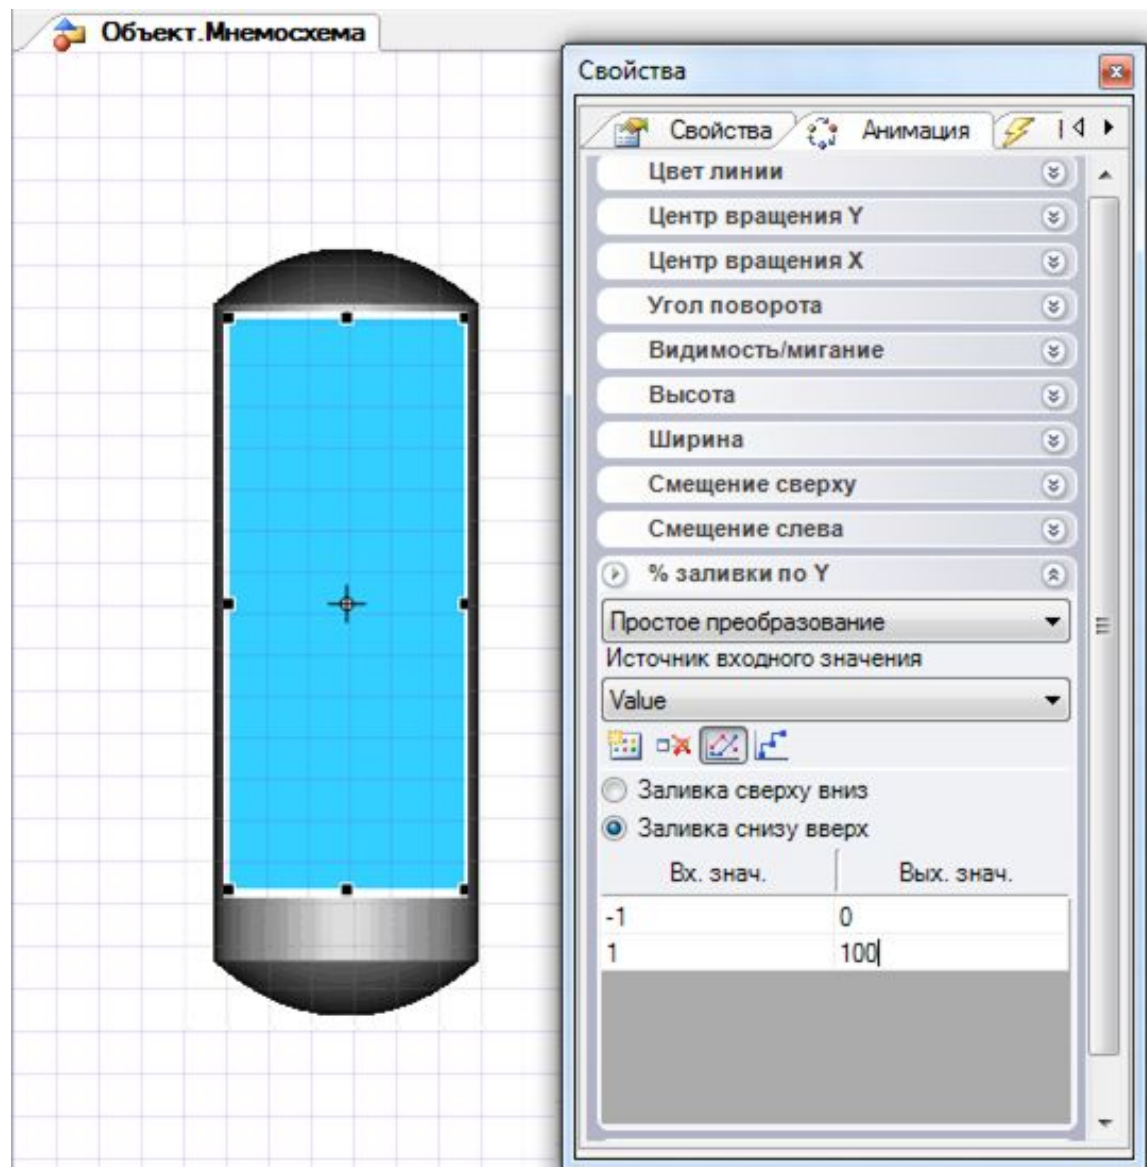 Объект.Мнемосхема
Свойства
Свойства Анимация
Цвет линии
Центр вращения Y
Центр вращения X
Угол поворота
Видимость/мигание
Высота
Ширина
Смещение сверху
Смещение слева
% заливки по Y
Простое преобразование
Источник входного значения
Value
Заливка сверху вниз
Заливка снизу вверх
Вх. знач. Вых. знач.
-1 0
1 100